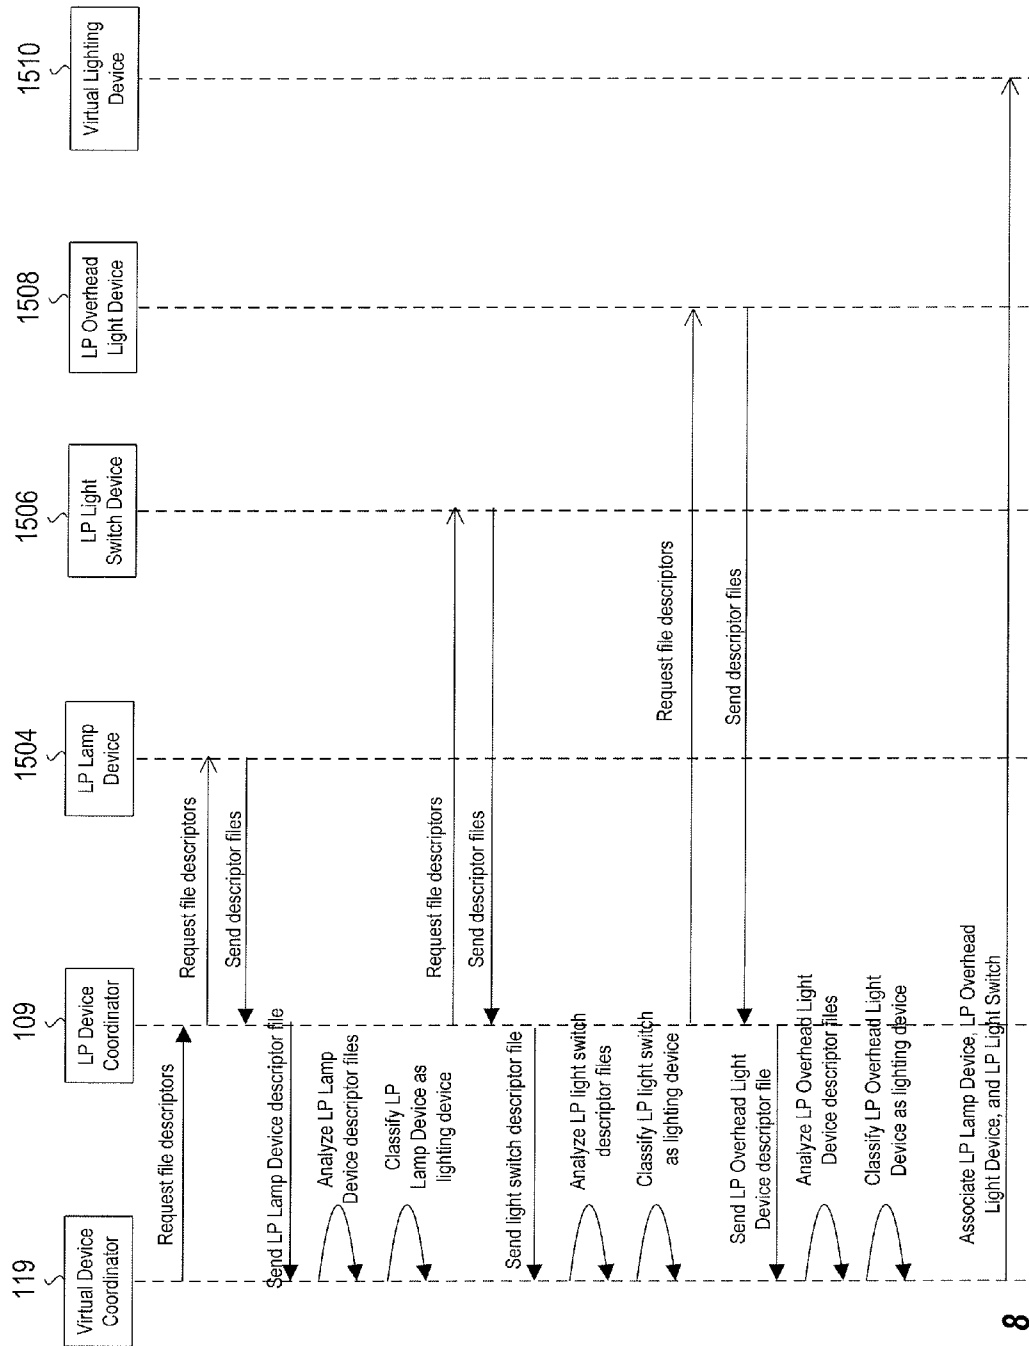 119
Virtual Device
Coordinator
109
LP Device
Coordinator
1504
LP Lamp
Device
1506
LP Light
Switch Device
1508
LP Overhead
Light Device
1510
Virtual Lighting
Device
Request file descriptors
Request file descriptors
Send descriptor files
Send LP Lamp Device descriptor file
Analyze LP Lamp
Device descriptor files
Classify LP
Lamp Device as
lighting device
Request file descriptors
Send descriptor files
Send light switch descriptor file
Analyze LP light switch
descriptor files
Classify LP light switch
as lighting device
Request file descriptors
Send descriptor files
Send LP Overhead Light
Device descriptor file
Analyze LP Overhead Light
Device descriptor files
Classify LP Overhead Light
Device as lighting device
Associate LP Lamp Device, LP Overhead
Light Device, and LP Light Switch
8